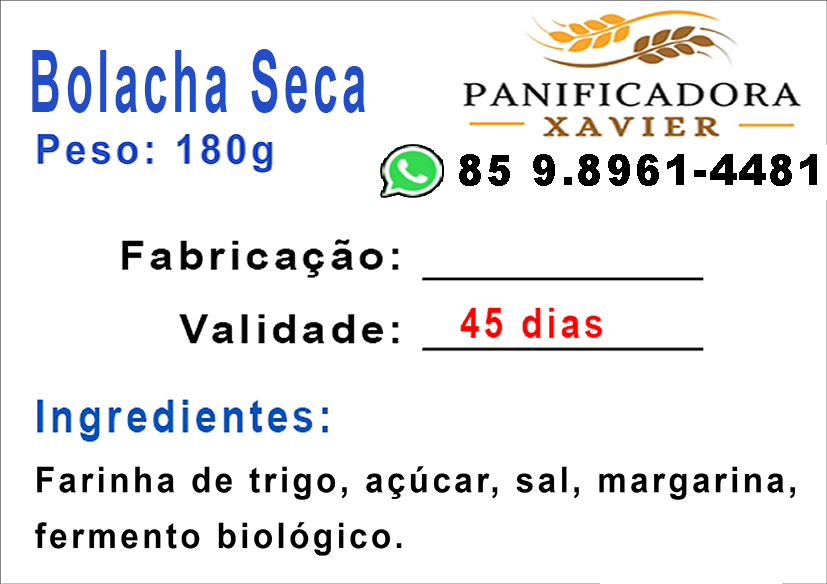 Bolacha Seca
Peso: 180g
PANIFICADORA
XAVIER
85 9.8961-4481
Fabricação:
Validade: 45 dias
Ingredientes:
Farinha de trigo, açúcar, sal, margarina,
fermento biológico.